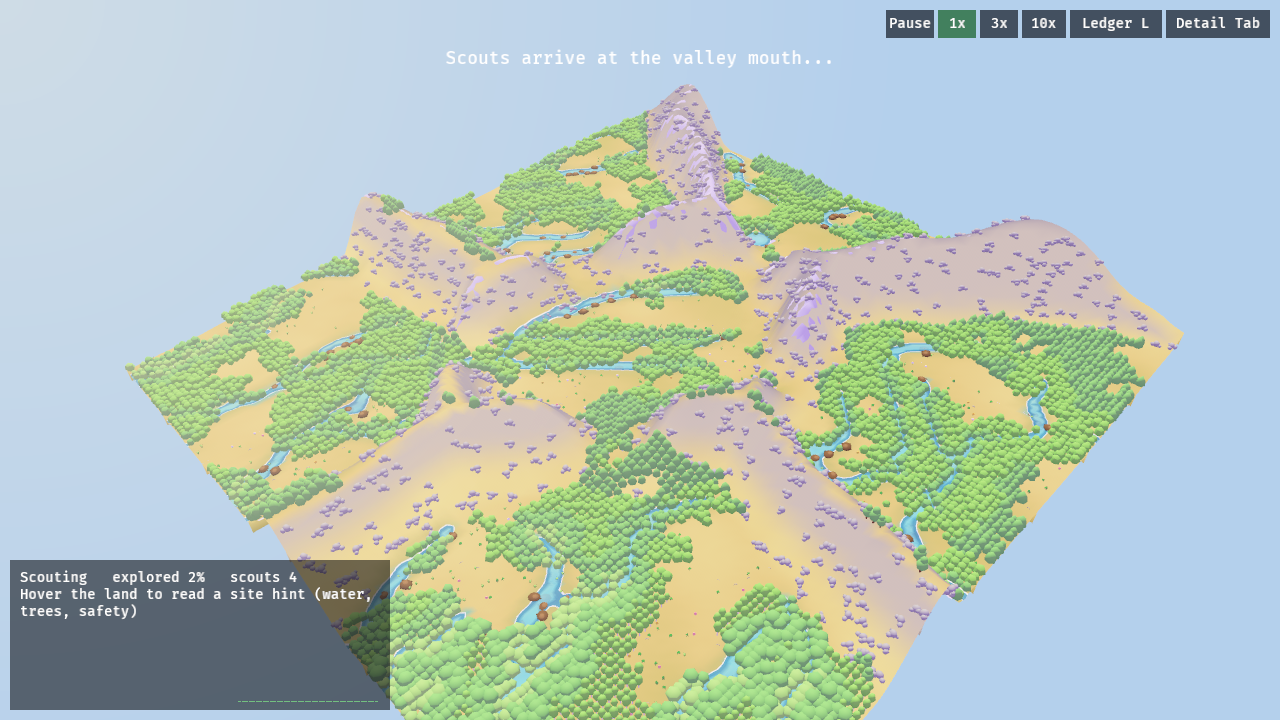 Pause 1x 3x 10x Ledger L Detail Tab
Scouts arrive at the valley mouth...
Scouting explored 2% scouts 4
Hover the land to read a site hint (water,
trees, safety)